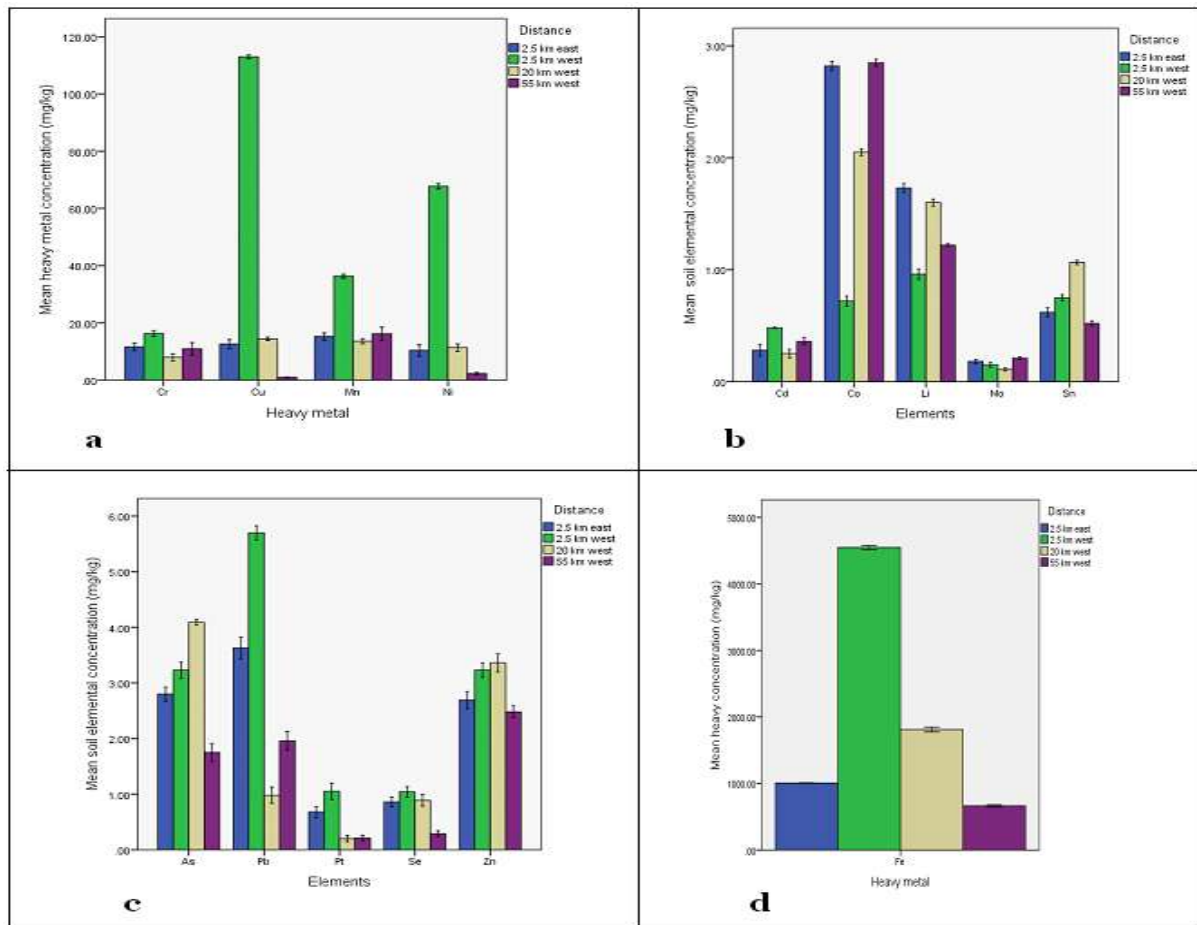 Mean heavy metal concentration (mg/kg)
120.00
100.00
80.00
60.00
40.00
20.00
.00
Cr Cu Mn Ni
Heavy metal
Distance
2.5 km east
2.5 km west
20 km west
55 km west
a
Mean soil elemental concentration (mg/kg)
3.00
2.00
1.00
.00
Cd Co Li Mo Sn
Elements
Distance
2.5 km east
2.5 km west
20 km west
55 km west
b
Mean soil elemental concentration (mg/kg)
6.00
5.00
4.00
3.00
2.00
1.00
.00
As Pb Pt Se Zn
Elements
Distance
2.5 km east
2.5 km west
20 km west
55 km west
c
Mean heavy concentration (mg/kg)
5000.00
4000.00
3000.00
2000.00
1000.00
.00
Fe
Heavy metal
Distance
2.5 km east
2.5 km west
20 km west
55 km west
d